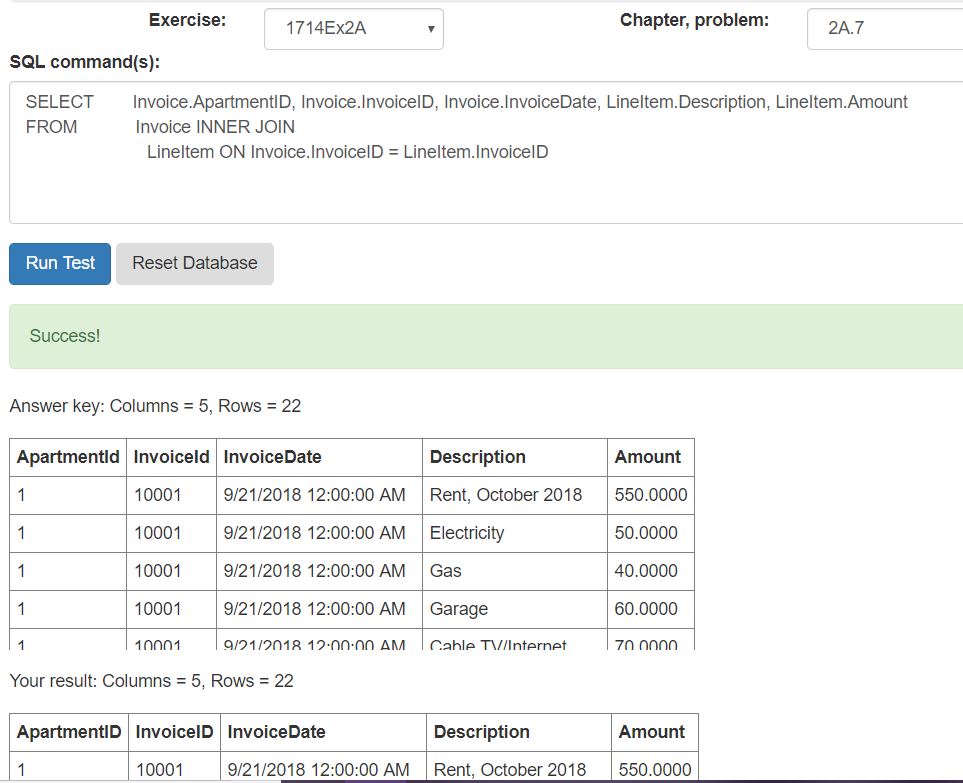 Exercise: 1714Ex2A Chapter, problem: 2A.7
SQL command(s):
SELECT Invoice.ApartmentID, Invoice.InvoiceID, Invoice.InvoiceDate, LineItem.Description, LineItem.Amount
FROM Invoice INNER JOIN
LineItem ON Invoice.InvoiceID = LineItem.InvoiceID
Run Test Reset Database
Success!
Answer key: Columns = 5, Rows = 22
ApartmentId InvoiceId InvoiceDate Description Amount
1 10001 9/21/2018 12:00:00 AM Rent, October 2018 550.0000
1 10001 9/21/2018 12:00:00 AM Electricity 50.0000
1 10001 9/21/2018 12:00:00 AM Gas 40.0000
1 10001 9/21/2018 12:00:00 AM Garage 60.0000
1 10001 9/21/2018 12:00:00 AM Cable TV/Internet 70.0000
Your result: Columns = 5, Rows = 22
ApartmentID InvoiceID InvoiceDate Description Amount
1 10001 9/21/2018 12:00:00 AM Rent, October 2018 550.0000